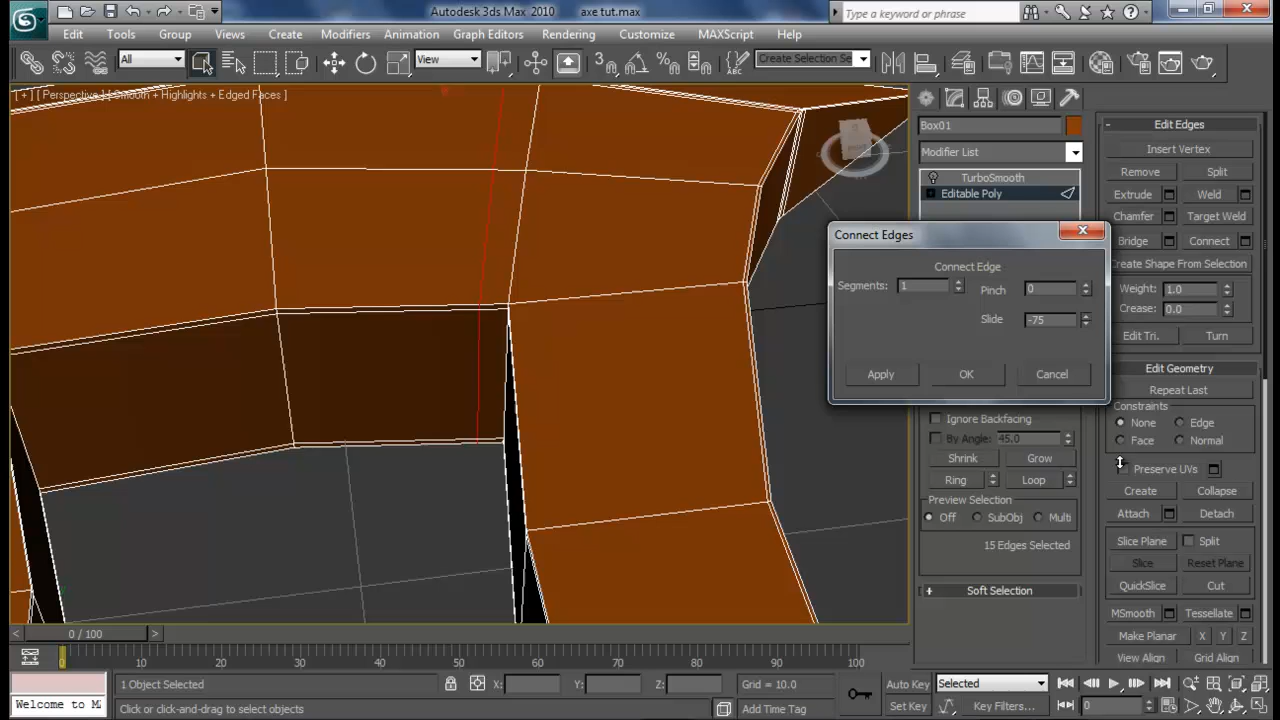 Autodesk 3ds Max 2010 axe tut.max
Type a keyword or phrase
Edit Tools Group Views Create Modifiers Animation Graph Editors Rendering Customize MAXScript Help
All View Create Selection Se
[ + ] [ Perspective ] [ Smooth + Highlights + Edged Faces ]
Box01
Modifier List
TurboSmooth
Editable Poly
Edit Edges
Insert Vertex
Remove Split
Extrude Weld
Chamfer Target Weld
Bridge Connect
Create Shape From Selection
Weight: 1.0
Crease: 0.0
Edit Tri. Turn
Connect Edges
Connect Edge
Segments: 1 Pinch 0
Slide -75
Apply OK Cancel
Edit Geometry
Repeat Last
Constraints
None Edge
Face Normal
Preserve UVs
Create Collapse
Attach Detach
Slice Plane Split
Slice Reset Plane
QuickSlice Cut
MSmooth Tessellate
Make Planar X Y Z
View Align Grid Align
Ignore Backfacing
By Angle: 45.0
Shrink Grow
Ring Loop
Preview Selection
Off SubObj Multi
15 Edges Selected
Soft Selection
0 / 100
0 10 20 30 40 50 60 70 80 90 100
1 Object Selected X: Y: Z: Grid = 10.0 Auto Key Selected
Welcome to M Click or click-and-drag to select objects Add Time Tag Set Key Key Filters... 0